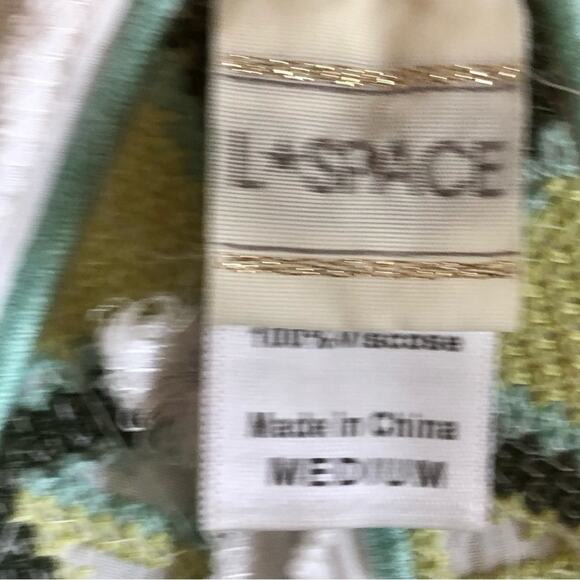 L*SPACE
100% Viscose
Made in China
MEDIUM